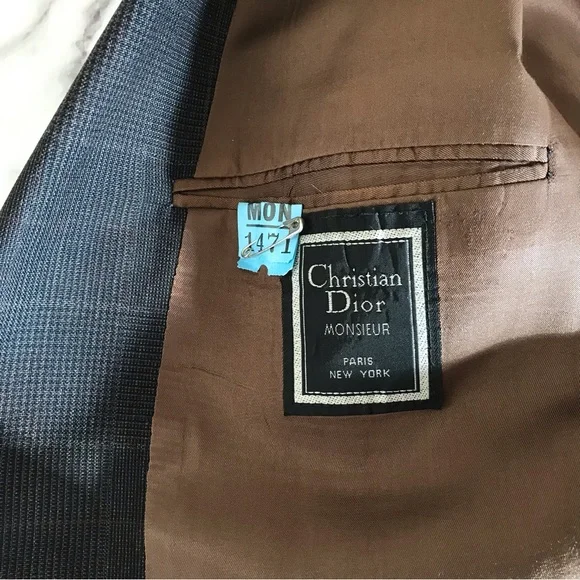 MON
1471
Christian
Dior
MONSIEUR
PARIS
NEW YORK